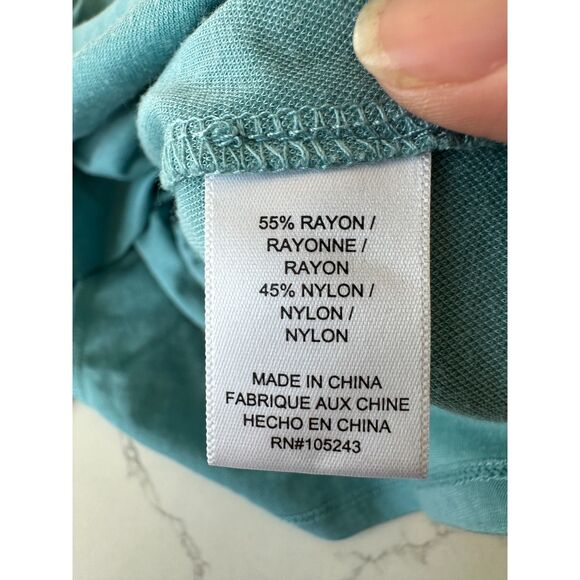 55% RAYON /
RAYONNE /
RAYON
45% NYLON /
NYLON /
NYLON
MADE IN CHINA
FABRIQUE AUX CHINE
HECHO EN CHINA
RN#105243